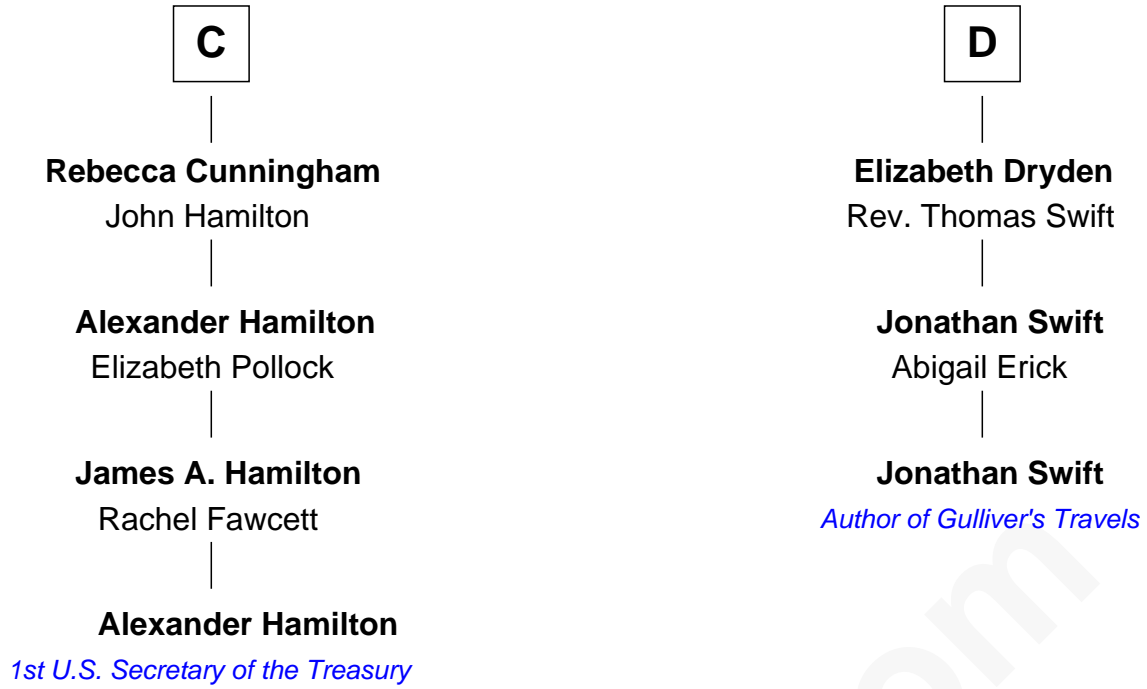 C
Rebecca Cunningham
John Hamilton
Alexander Hamilton
Elizabeth Pollock
James A. Hamilton
Rachel Fawcett
Alexander Hamilton
1st U.S. Secretary of the Treasury
D
Elizabeth Dryden
Rev. Thomas Swift
Jonathan Swift
Abigail Erick
Jonathan Swift
Author of Gulliver's Travels
om